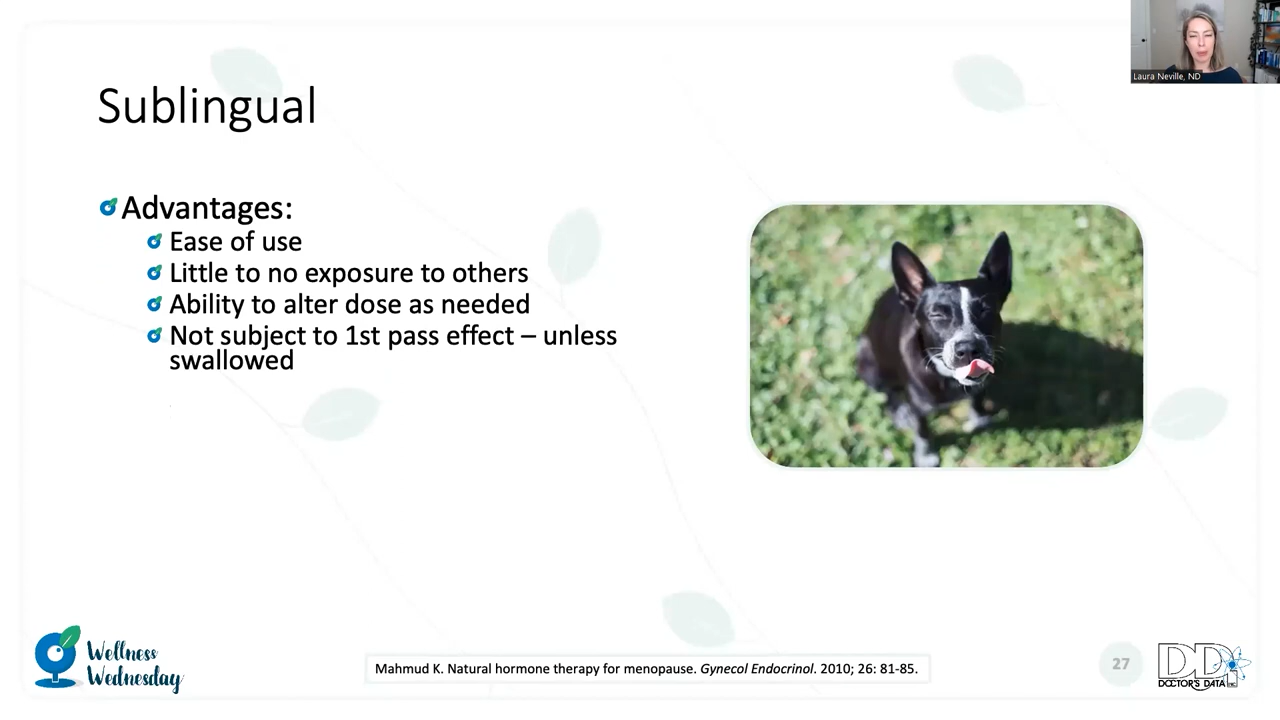 Laura Neville, ND
Sublingual
Advantages:
Ease of use
Little to no exposure to others
Ability to alter dose as needed
Not subject to 1st pass effect – unless
swallowed
Wellness
Wednesday
Mahmud K. Natural hormone therapy for menopause. Gynecol Endocrinol. 2010; 26: 81-85.
27
DDI
DOCTOR'S DATA